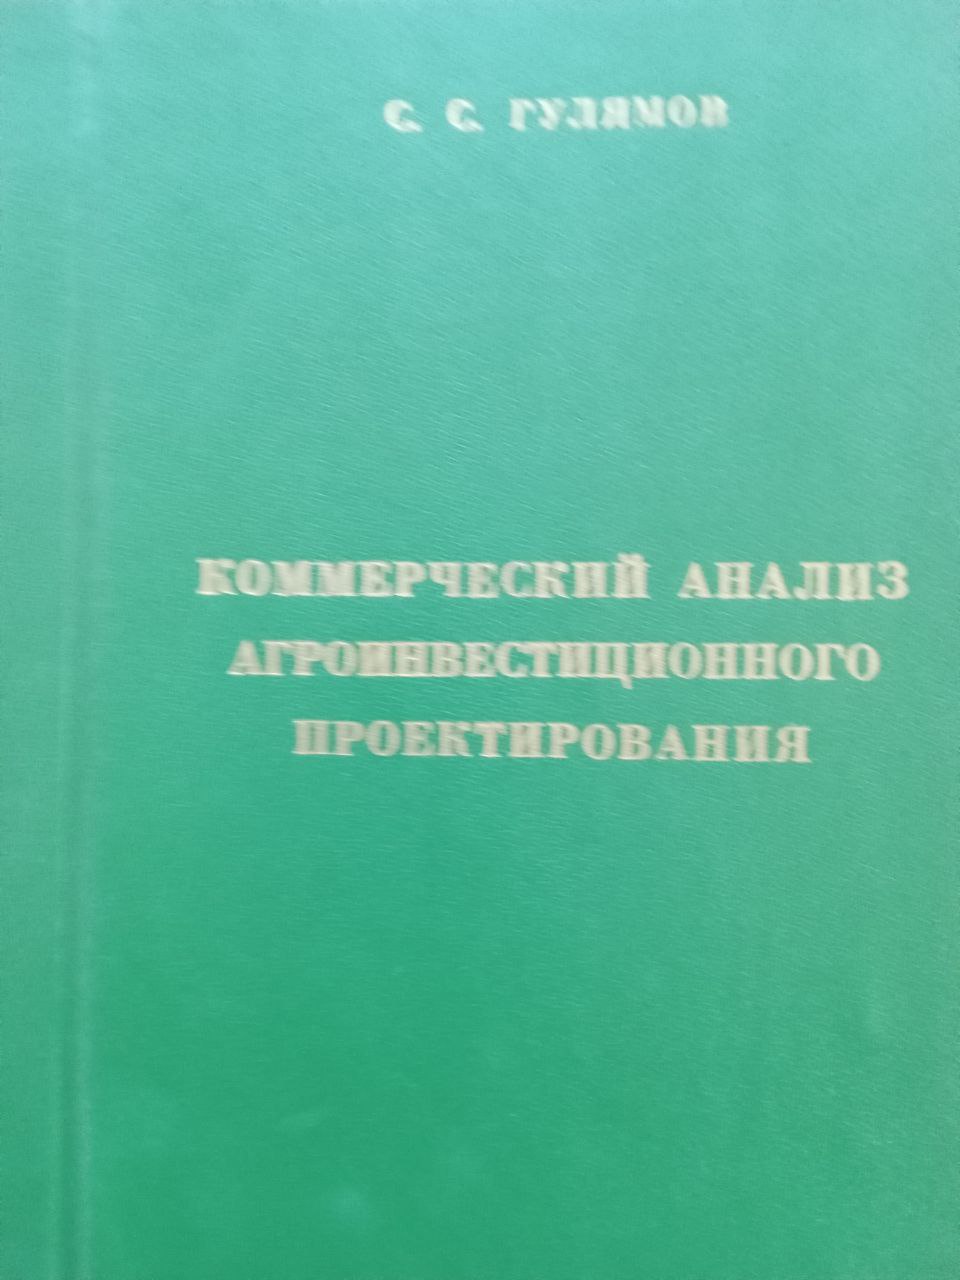 С. С. ГУЛЯМОВ
КОММЕРЧЕСКИЙ АНАЛИЗ
АГРОИНВЕСТИЦИОННОГО
ПРОЕКТИРОВАНИЯ